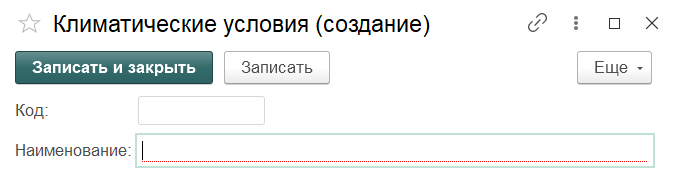 Климатические условия (создание)
Записать и закрыть
Записать
Еще
Код:
Наименование: